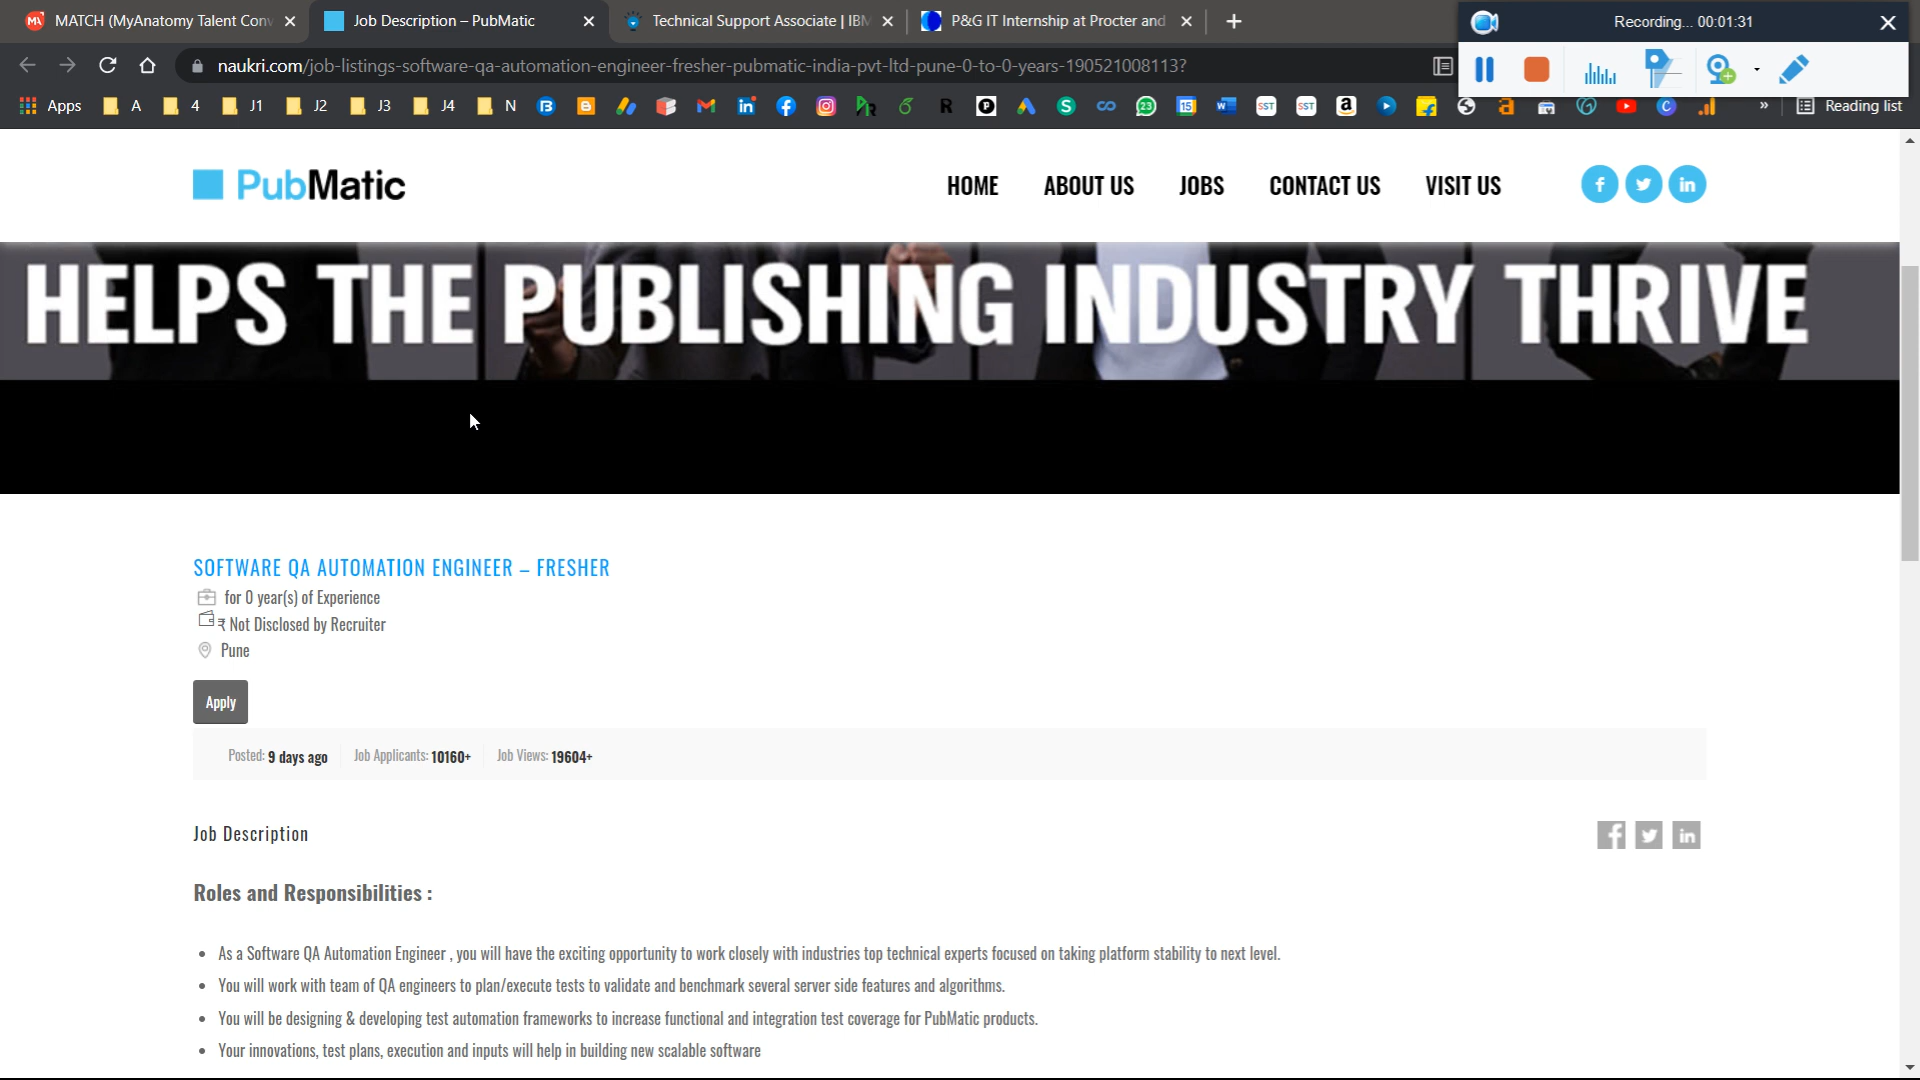 MATCH (MyAnatomy Talent Conv
Job Description – PubMatic
Technical Support Associate | IBM
P&G IT Internship at Procter and
Recording... 00:01:31
naukri.com/job-listings-software-qa-automation-engineer-fresher-pubmatic-india-pvt-ltd-pune-0-to-0-years-190521008113?
Apps A 4 J1 J2 J3 J4 N » Reading list
PubMatic
HOME ABOUT US JOBS CONTACT US VISIT US
HELPS THE PUBLISHING INDUSTRY THRIVE
SOFTWARE QA AUTOMATION ENGINEER – FRESHER
for 0 year(s) of Experience
₹ Not Disclosed by Recruiter
Pune
Apply
Posted: 9 days ago Job Applicants: 10160+ Job Views: 19604+
Job Description
Roles and Responsibilities :
• As a Software QA Automation Engineer , you will have the exciting opportunity to work closely with industries top technical experts focused on taking platform stability to next level.
• You will work with team of QA engineers to plan/execute tests to validate and benchmark several server side features and algorithms.
• You will be designing & developing test automation frameworks to increase functional and integration test coverage for PubMatic products.
• Your innovations, test plans, execution and inputs will help in building new scalable software